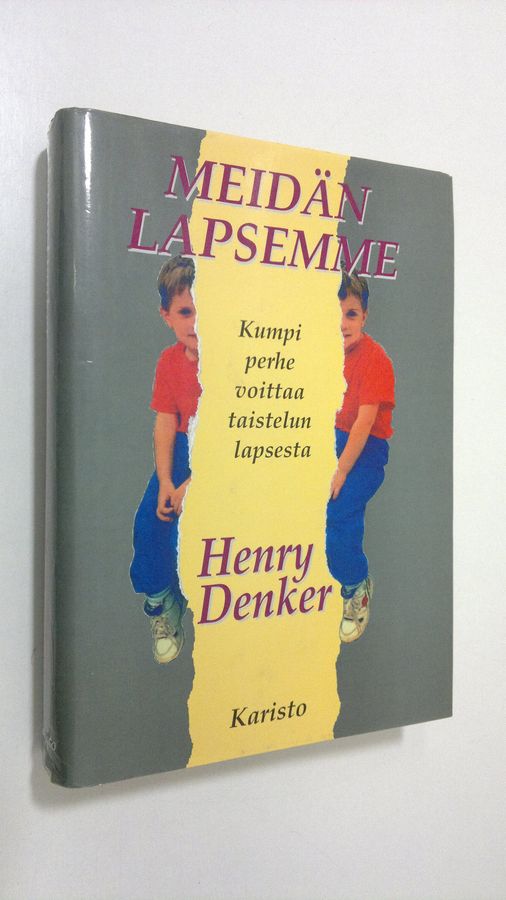 MEIDÄN
LAPSEMME
Kumpi
perhe
voittaa
taistelun
lapsesta
Henry
Denker
Karisto